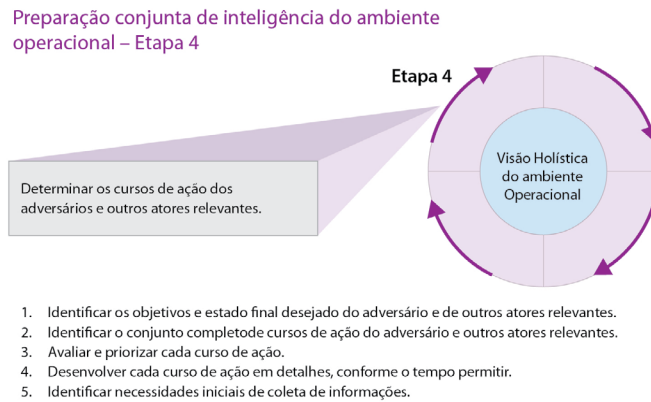 Preparação conjunta de inteligência do ambiente
operacional – Etapa 4
Etapa 4
Visão Holística
do ambiente
Operacional
Determinar os cursos de ação dos
adversários e outros atores relevantes.
1. Identificar os objetivos e estado final desejado do adversário e de outros atores relevantes.
2. Identificar o conjunto completode cursos de ação do adversário e outros atores relevantes.
3. Avaliar e priorizar cada curso de ação.
4. Desenvolver cada curso de ação em detalhes, conforme o tempo permitir.
5. Identificar necessidades iniciais de coleta de informações.